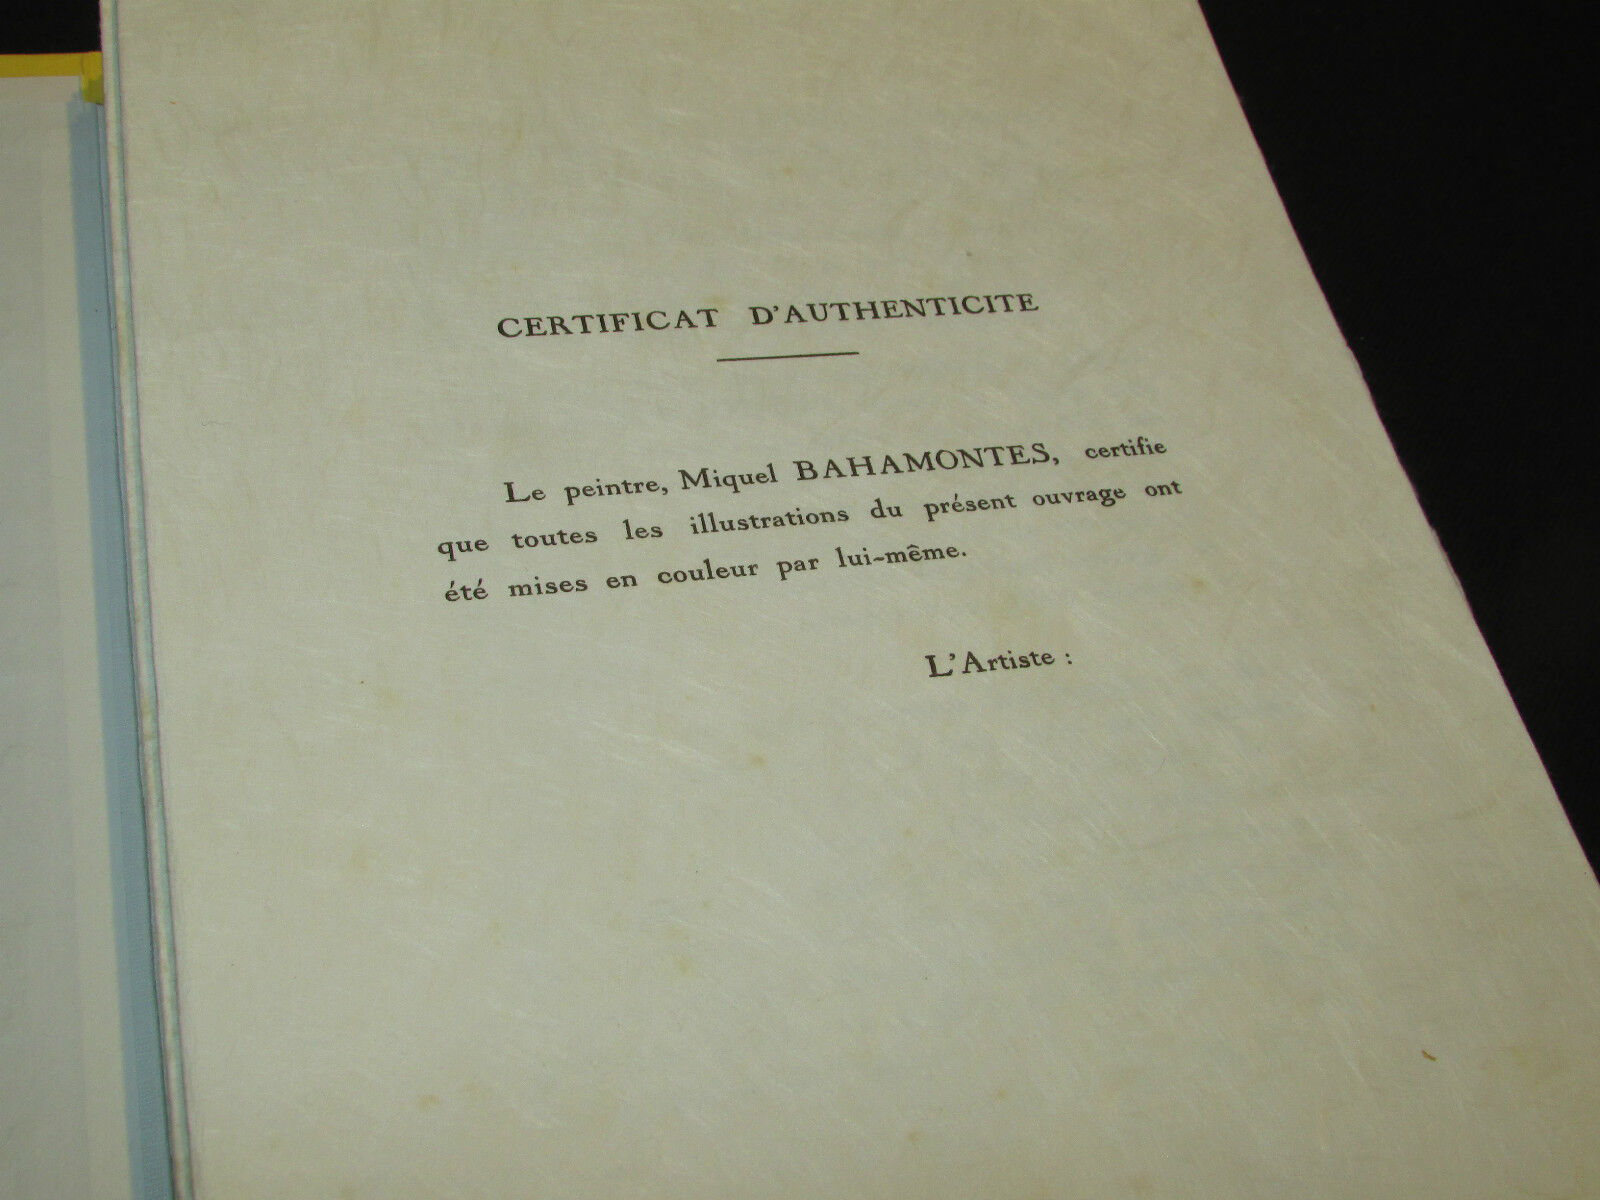 CERTIFICAT D'AUTHENTICITE
Le peintre, Miquel BAHAMONTES, certifie
que toutes les illustrations du présent ouvrage ont
été mises en couleur par lui-même.
L'Artiste :